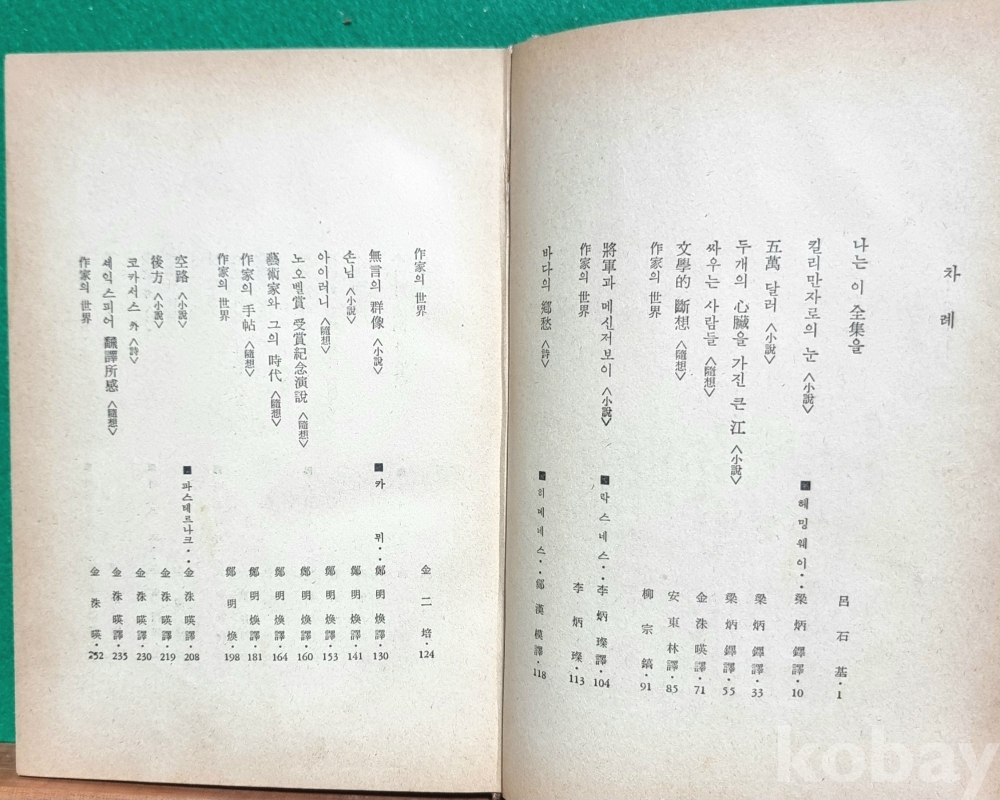 차례
나는 이 全集을 呂石基・1
킬리만자로의 눈 〈小說〉 ■ 헤밍웨이・・梁炳鐸譯・10
五萬 달러 〈小說〉 梁炳鐸譯・33
두개의 心臟을 가진 큰 江 〈小說〉 梁炳鐸譯・55
싸우는 사람들 〈隨想〉 金洙暎譯・71
文學的 斷想 〈隨想〉 安東林譯・85
作家의 世界 柳宗鎬・91
將軍과 메신저보이 〈小說〉 ■ 락스네스・・李炳璨譯・104
作家의 世界 李炳璨・113
바다의 鄕愁 〈詩〉 ■ 히메네스・・鄭漢模譯・118
作家의 世界 金二培・124
無言의 群像 〈小說〉 ■ 카뮈・・鄭明煥譯・130
손님 〈小說〉 鄭明煥譯・141
아이러니 〈隨想〉 鄭明煥譯・153
노오벨賞 受賞紀念演說 〈隨想〉 鄭明煥譯・160
藝術家와 그의 時代 〈隨想〉 鄭明煥譯・164
作家의 手帖 〈隨想〉 鄭明煥譯・181
作家의 世界 鄭明煥・198
空路 〈小說〉 ■ 파스테르나크・・金洙暎譯・208
後方 〈小說〉 金洙暎譯・219
코카서스 外 〈詩〉 金洙暎譯・230
셰익스피어 飜譯所感 〈隨想〉 金洙暎譯・235
作家의 世界 金洙暎・252
kobay